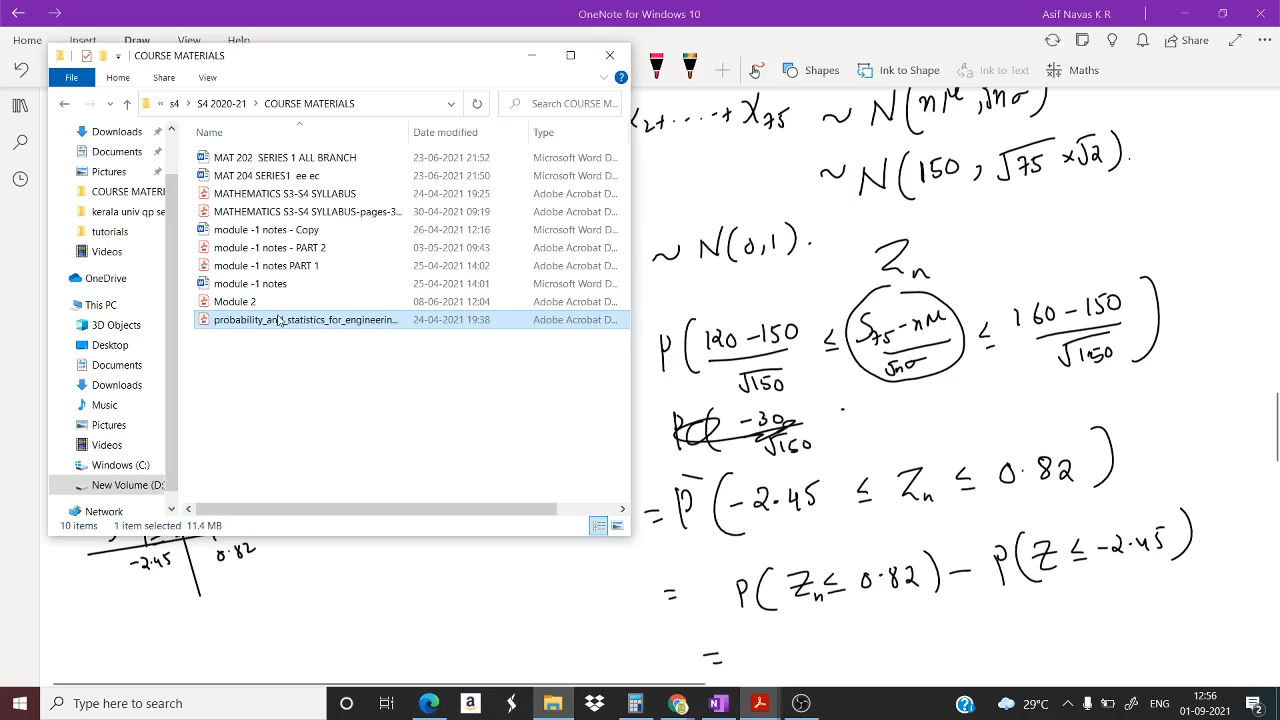 OneNote for Windows 10
Asif Navas K R
Home Insert Draw View Help
Share
Shapes
Ink to Shape
Ink to Text
Maths
COURSE MATERIALS
File Home Share View
s4 > S4 2020-21 > COURSE MATERIALS
Search COURSE M...
Name Date modified Type
Downloads
Documents
Pictures
COURSE MATERI
kerala univ qp se
tutorials
Videos
OneDrive
This PC
3D Objects
Desktop
Documents
Downloads
Music
Pictures
Videos
Windows (C:)
New Volume (D:)
Network
MAT 202 SERIES 1 ALL BRANCH 23-06-2021 21:52 Microsoft Word D...
MAT 204 SERIES1 ee ec 23-06-2021 21:50 Microsoft Word D...
MATHEMATICS S3-S4 SYLLABUS 24-04-2021 19:25 Adobe Acrobat D...
MATHEMATICS S3-S4 SYLLABUS-pages-3... 30-04-2021 09:19 Adobe Acrobat D...
module -1 notes - Copy 26-04-2021 12:16 Microsoft Word D...
module -1 notes - PART 2 03-05-2021 09:43 Adobe Acrobat D...
module -1 notes PART 1 25-04-2021 14:02 Adobe Acrobat D...
module -1 notes 25-04-2021 14:01 Microsoft Word D...
Module 2 08-06-2021 12:04 Adobe Acrobat D...
probability_and_statistics_for_engineerin... 24-04-2021 19:38 Adobe Acrobat D...
10 items 1 item selected 11.4 MB
X2+.....+ X75 ~ N(nμ, √nσ)
~ N(150, √75 ×√2).
~ N(0,1).
Zn
P(120-150/√150 ≤ S75-nμ/√nσ ≤ 160-150/√150)
-30/√150
= P(-2.45 ≤ Zn ≤ 0.82)
= P(Zn ≤ 0.82) - P(Z ≤ -2.45)
=
-2.45 0.82
Type here to search
29°C
ENG
12:56
01-09-2021